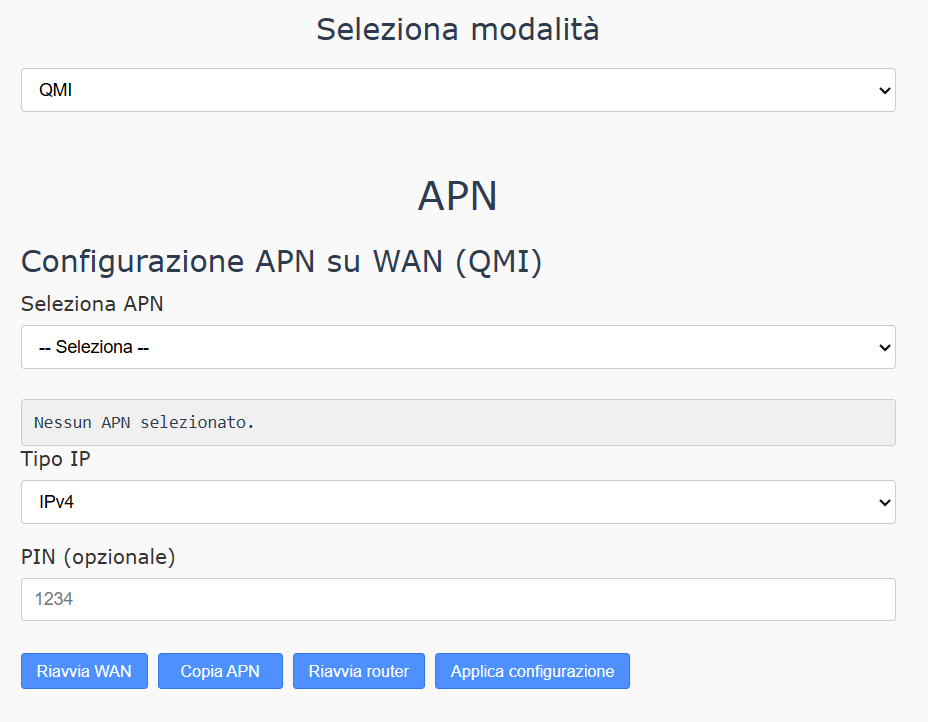 Seleziona modalità
QMI
APN
Configurazione APN su WAN (QMI)
Seleziona APN
-- Seleziona --
Nessun APN selezionato.
Tipo IP
IPv4
PIN (opzionale)
1234
Riavvia WAN Copia APN Riavvia router Applica configurazione